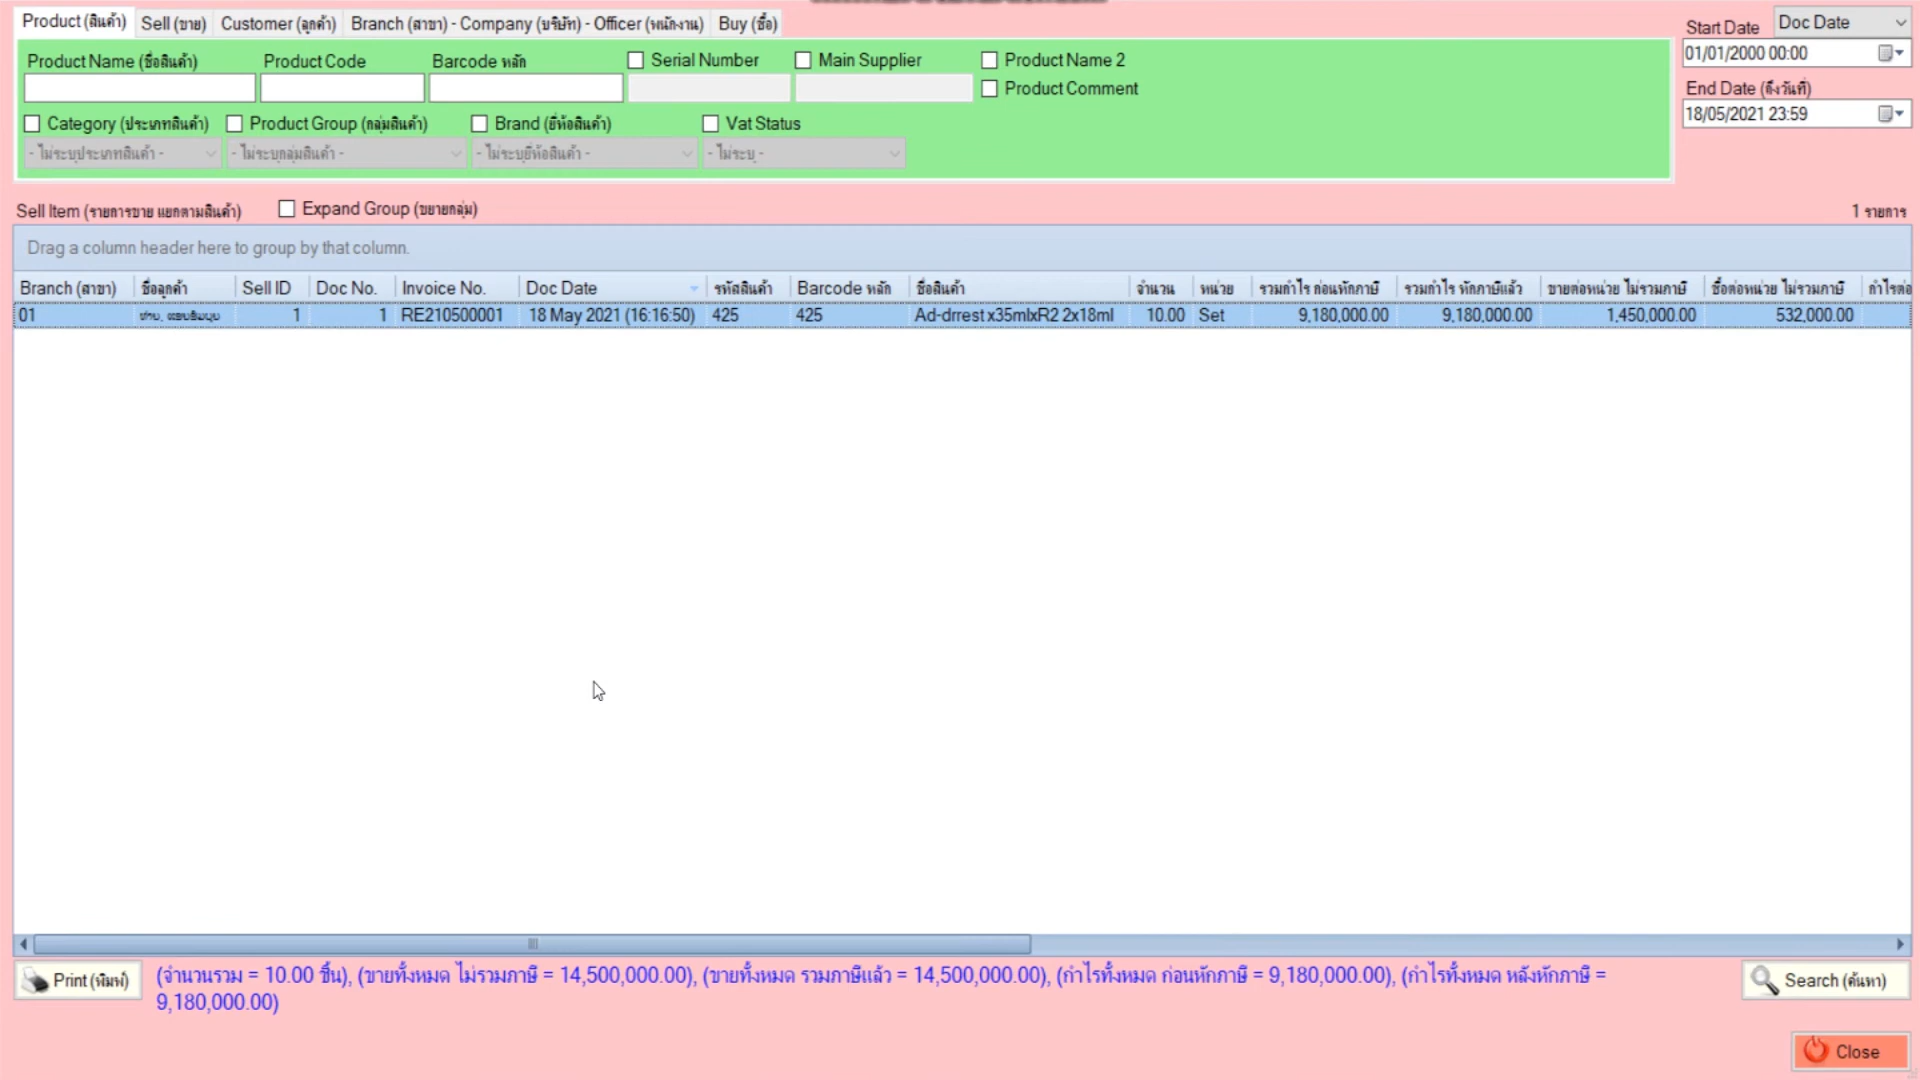 Product (สินค้า) Sell (ขาย) Customer (ลูกค้า) Branch (สาขา) - Company (บริษัท) - Officer (พนักงาน) Buy (ซื้อ)
Start Date Doc Date
01/01/2000 00:00
End Date (ถึงวันที่)
18/05/2021 23:59
Product Name (ชื่อสินค้า) Product Code Barcode หลัก Serial Number Main Supplier Product Name 2
Product Comment
Category (ประเภทสินค้า) Product Group (กลุ่มสินค้า) Brand (ยี่ห้อสินค้า) Vat Status
- ไม่ระบุประเภทสินค้า - - ไม่ระบุกลุ่มสินค้า - - ไม่ระบุยี่ห้อสินค้า - - ไม่ระบุ -
Sell Item (รายการขาย แยกตามสินค้า) Expand Group (ขยายกลุ่ม) 1 รายการ
Drag a column header here to group by that column.
Branch (สาขา) ชื่อลูกค้า Sell ID Doc No. Invoice No. Doc Date รหัสสินค้า Barcode หลัก ชื่อสินค้า จำนวน หน่วย รวมกำไร ก่อนหักภาษี รวมกำไร หักภาษีแล้ว ขายต่อหน่วย ไม่รวมภาษี ซื้อต่อหน่วย ไม่รวมภาษี กำไรต่อ
01 1 1 RE210500001 18 May 2021 (16:16:50) 425 425 Ad-drrest x35mlxR2 2x18ml 10.00 Set 9,180,000.00 9,180,000.00 1,450,000.00 532,000.00
Print (พิมพ์) (จำนวนรวม = 10.00 ชิ้น), (ขายทั้งหมด ไม่รวมภาษี = 14,500,000.00), (ขายทั้งหมด รวมภาษีแล้ว = 14,500,000.00), (กำไรทั้งหมด ก่อนหักภาษี = 9,180,000.00), (กำไรทั้งหมด หลังหักภาษี =
9,180,000.00)
Search (ค้นหา)
Close